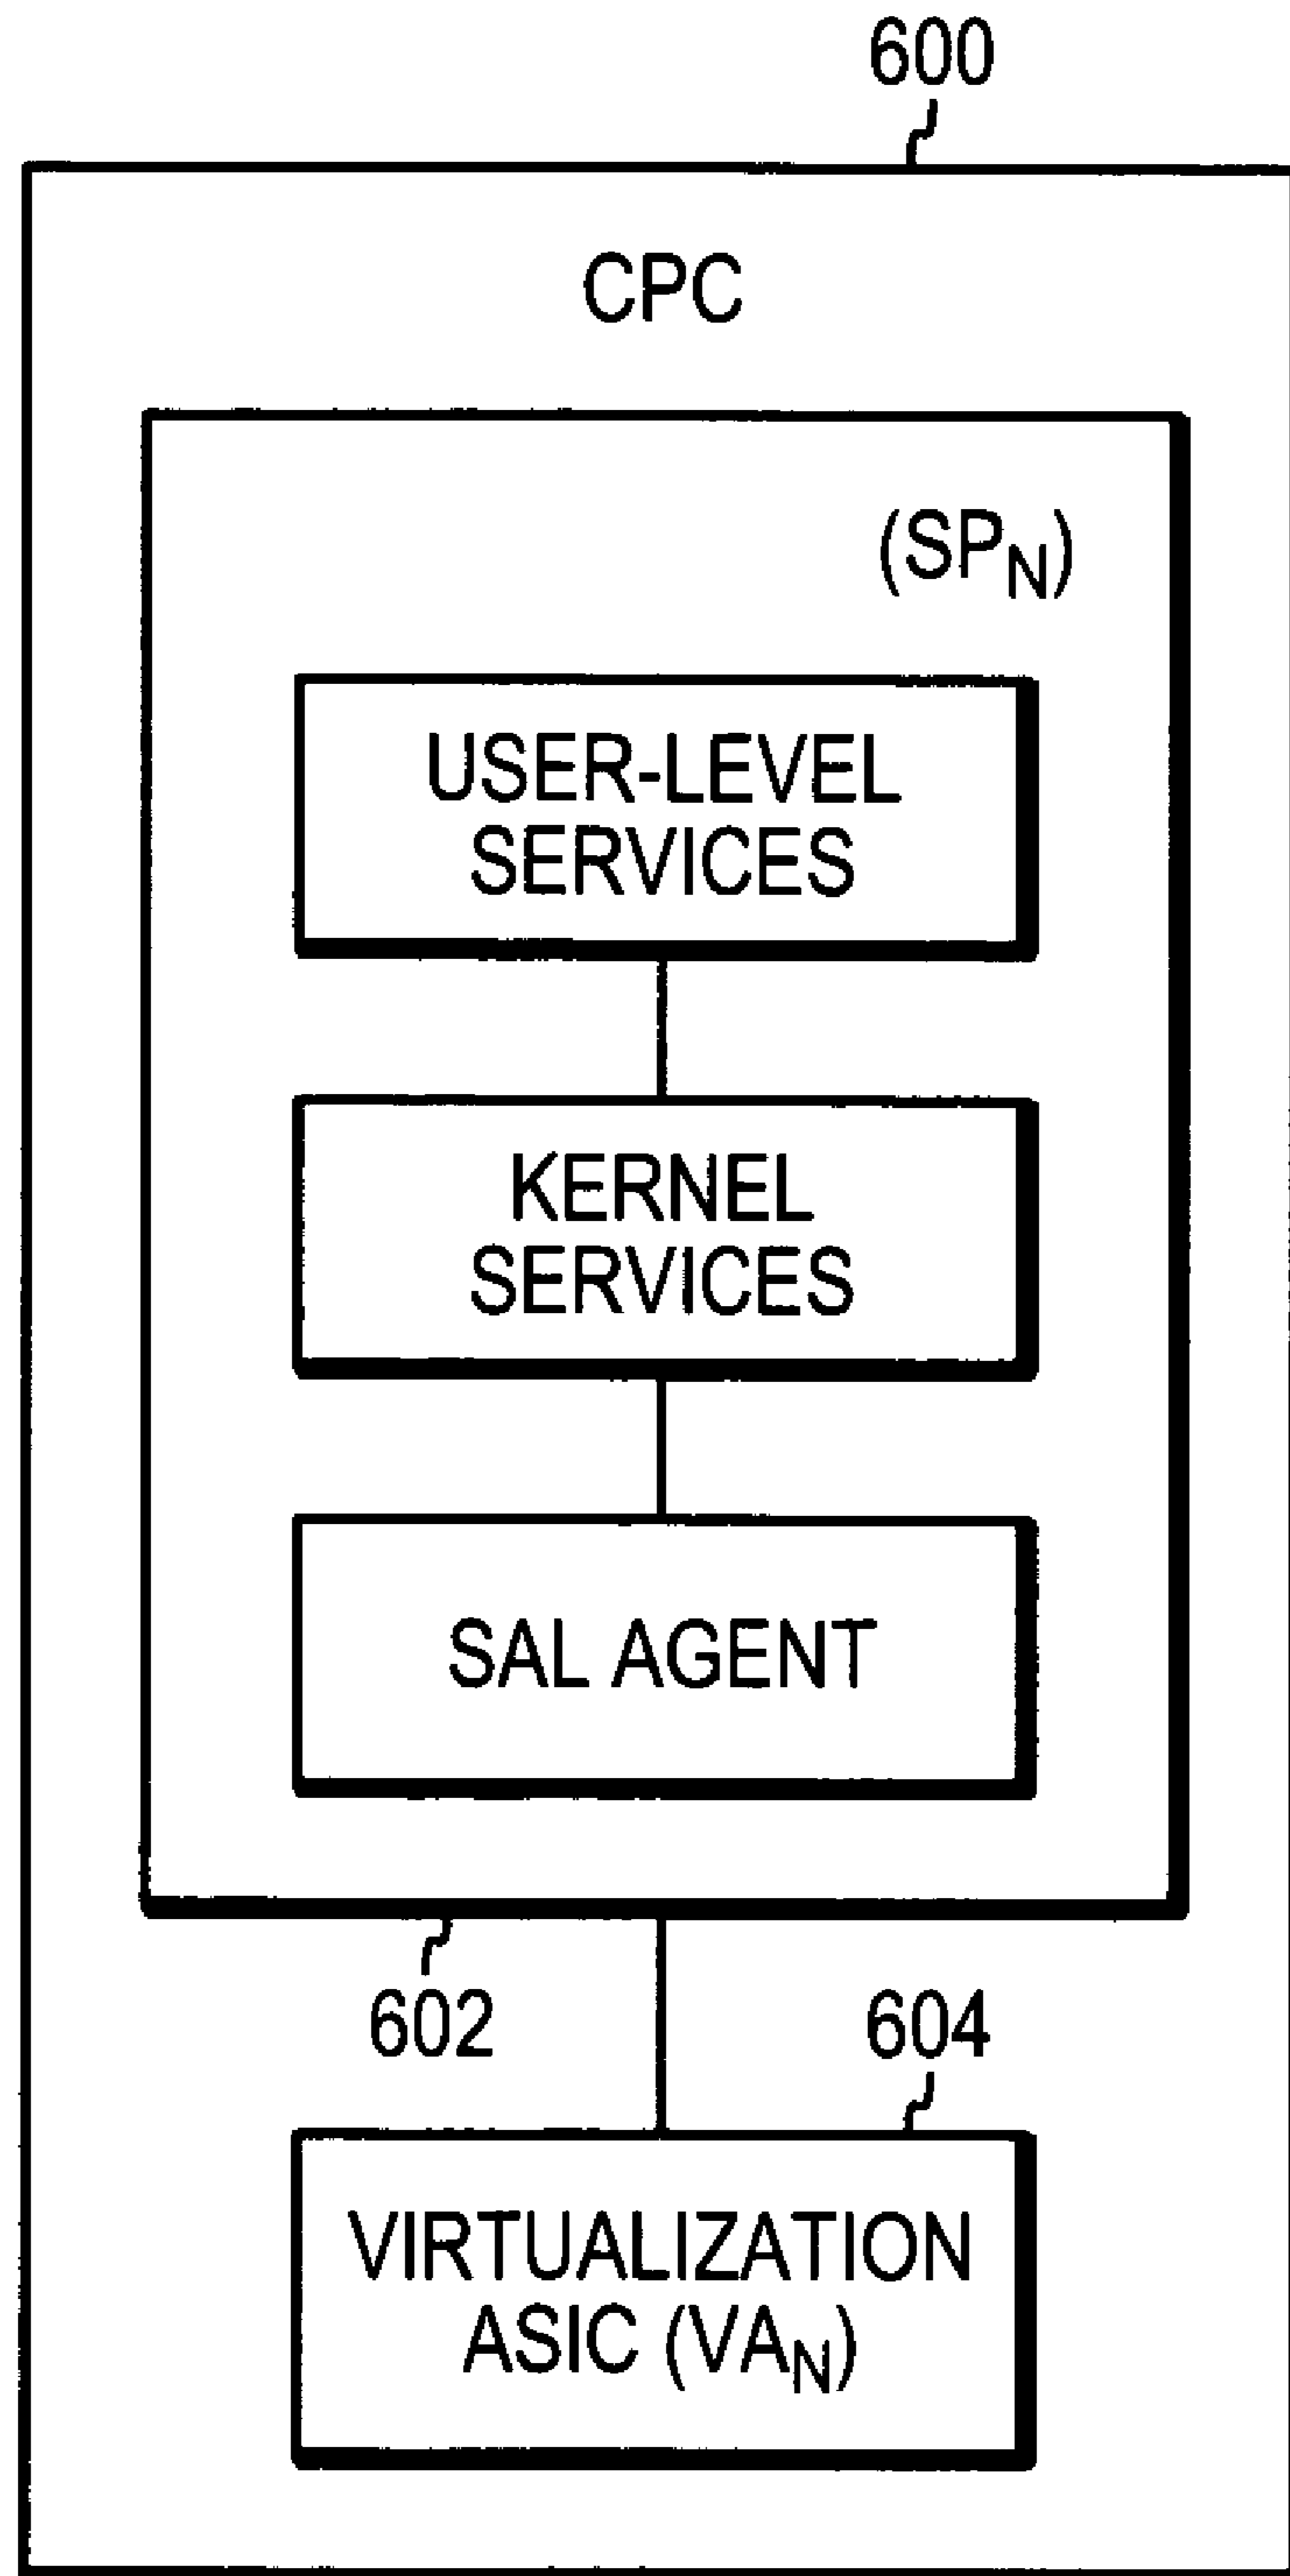 600
CPC
(SPN)
USER-LEVEL
SERVICES
KERNEL
SERVICES
SAL AGENT
602
604
VIRTUALIZATION
ASIC (VAN)